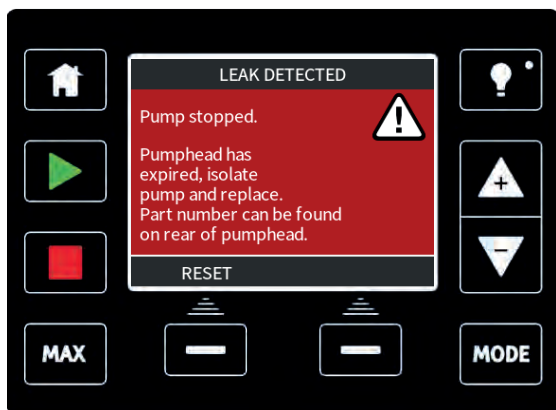 LEAK DETECTED
Pump stopped.
Pumphead has
expired, isolate
pump and replace.
Part number can be found
on rear of pumphead.
RESET
+
−
MAX
MODE